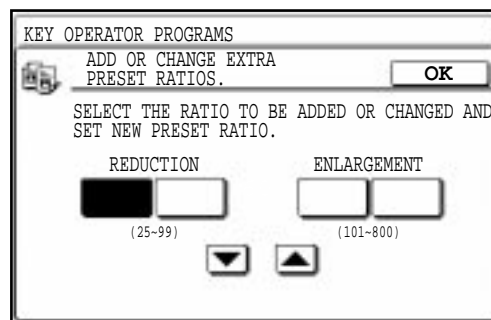 KEY OPERATOR PROGRAMS
ADD OR CHANGE EXTRA
PRESET RATIOS.
OK
SELECT THE RATIO TO BE ADDED OR CHANGED AND
SET NEW PRESET RATIO.
REDUCTION ENLARGEMENT
(25~99) (101~800)